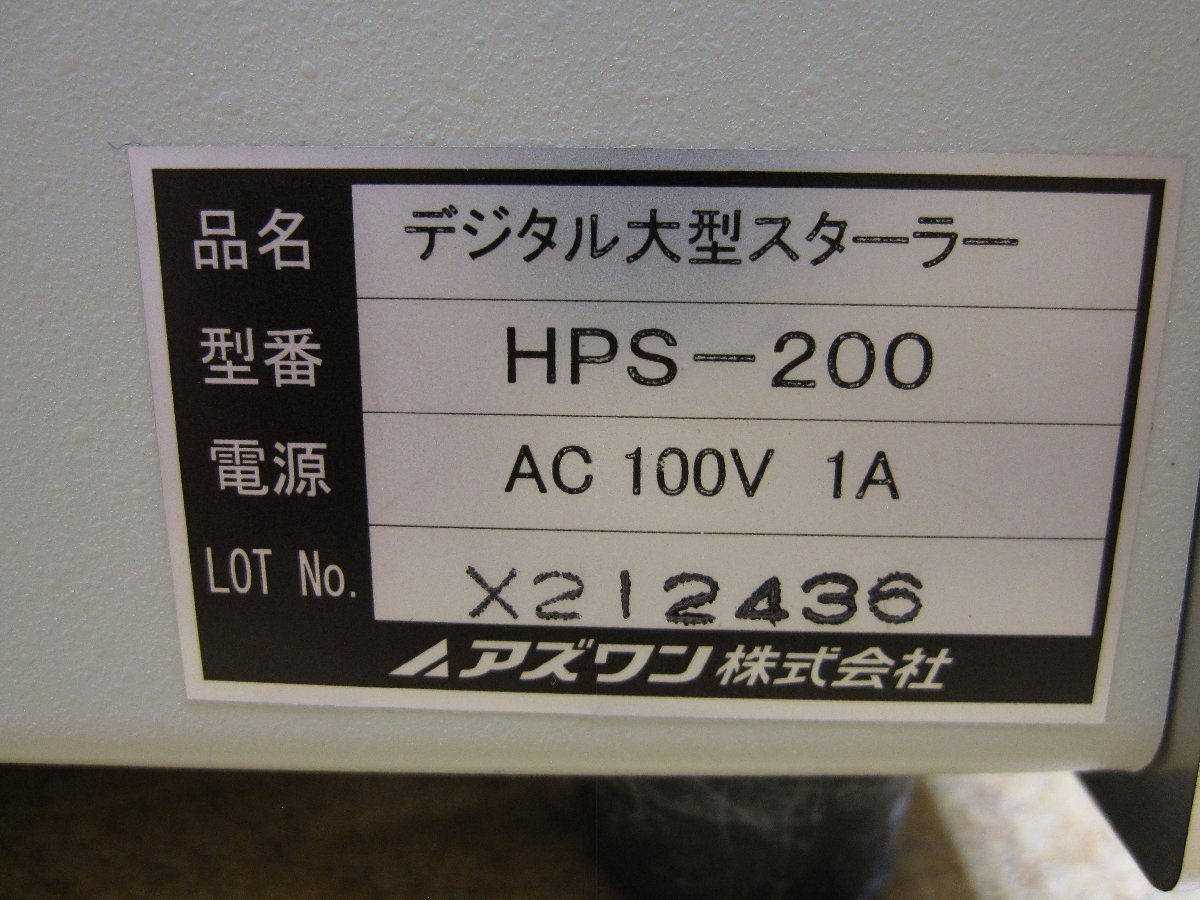 品名 デジタル大型スターラー
型番 HPS-200
電源 AC 100V 1A
LOT No. X212436
アズワン株式会社